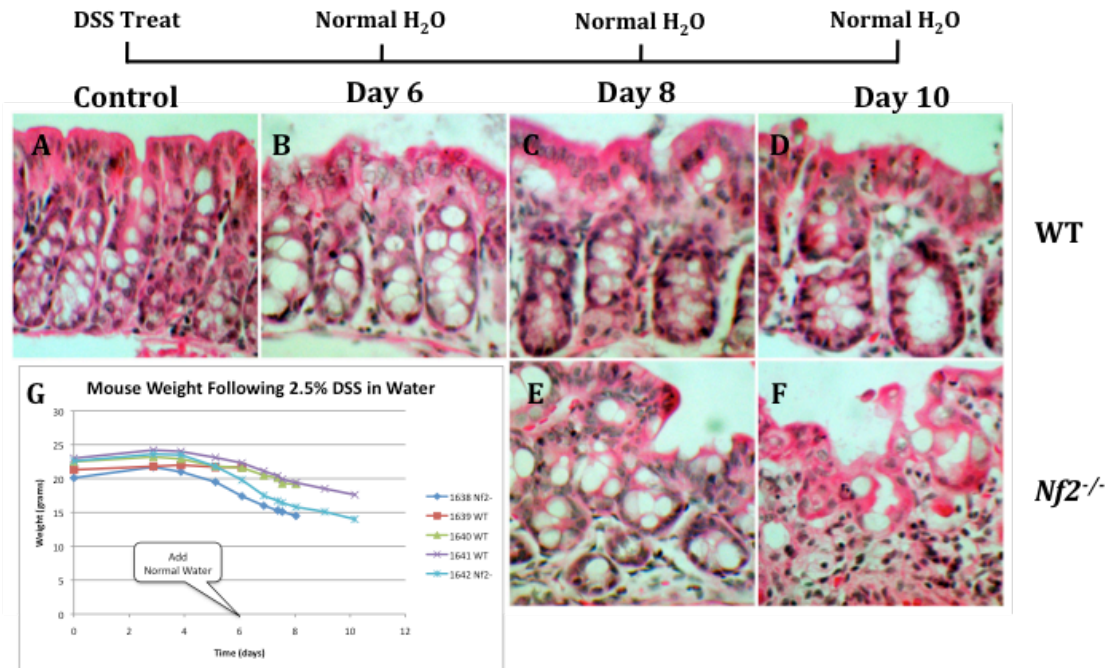 DSS Treat Normal H₂O Normal H₂O Normal H₂O
Control Day 6 Day 8 Day 10
A B C D
WT
G Mouse Weight Following 2.5% DSS in Water
E F
Nf2-/-
30
25
20
15
10
5
0
Weight (grams)
1638 Nf2-
1639 WT
1640 WT
1641 WT
1642 Nf2-
Add
Normal Water
0 2 4 6 8 10 12
Time (days)